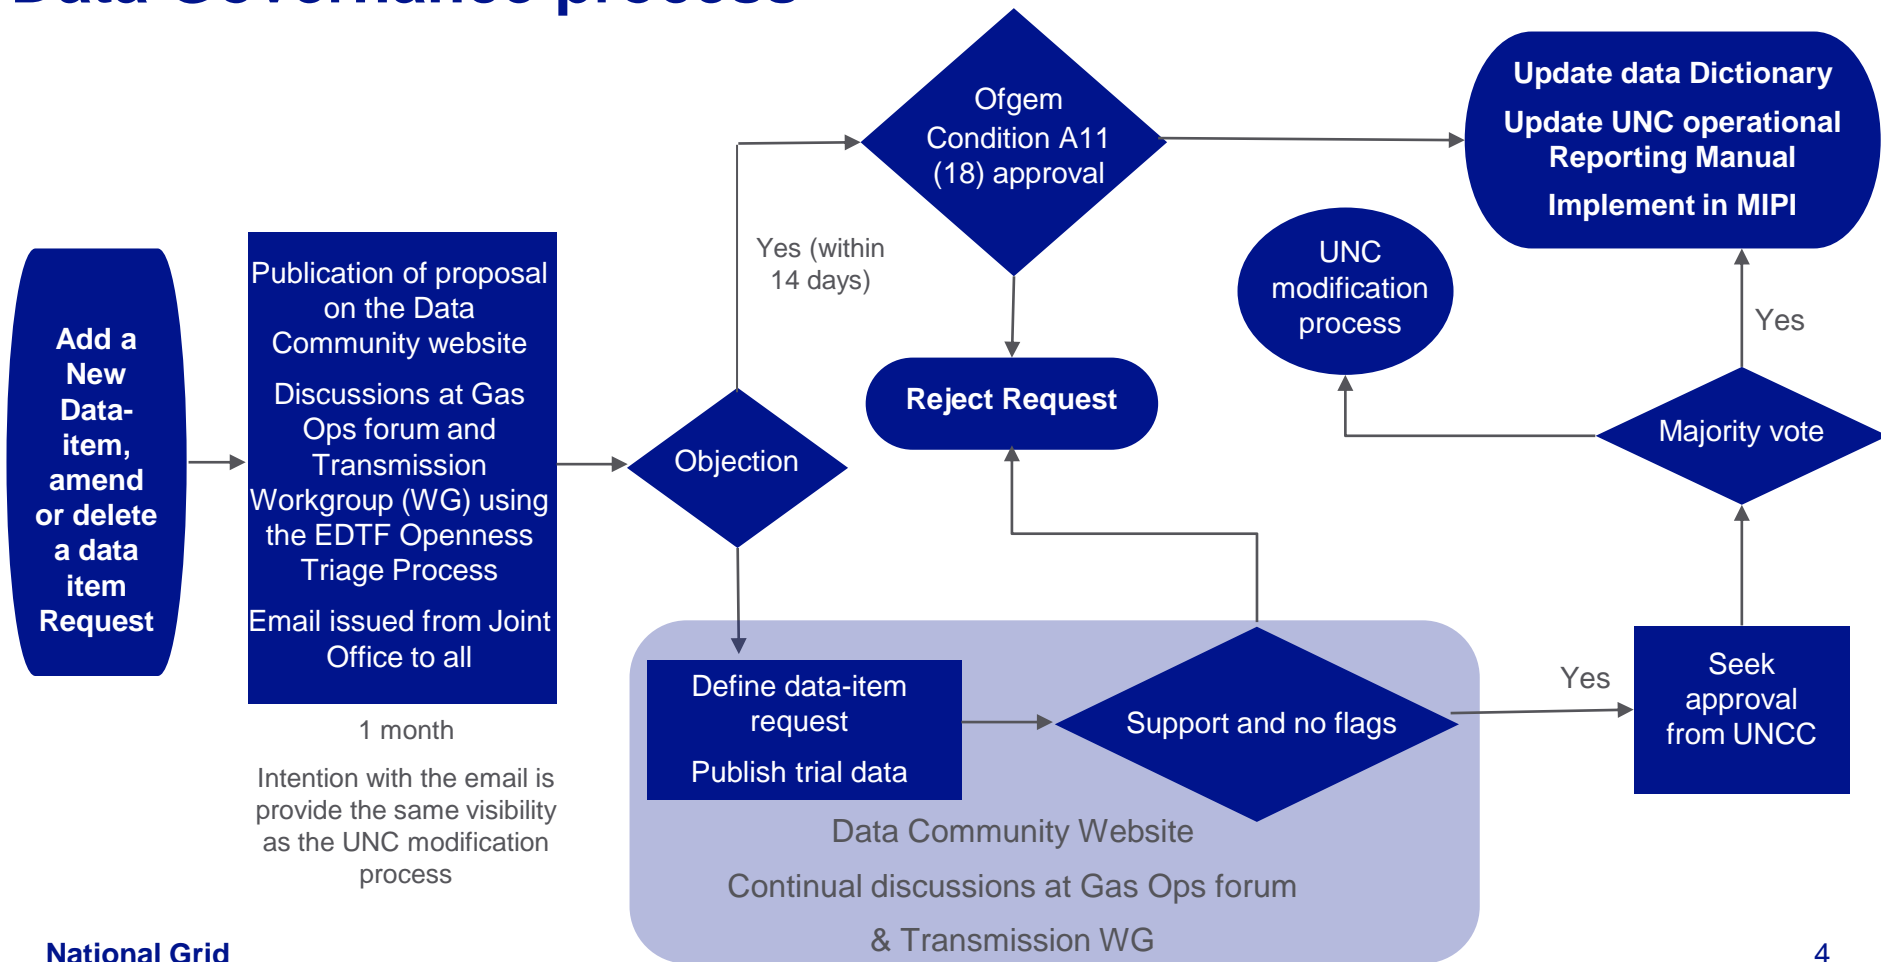 Data Governance process
Add a
New
Data-
item,
amend
or delete
a data
item
Request
Publication of proposal
on the Data
Community website
Discussions at Gas
Ops forum and
Transmission
Workgroup (WG) using
the EDTF Openness
Triage Process
Email issued from Joint
Office to all
1 month
Intention with the email is
provide the same visibility
as the UNC modification
process
Objection
Yes (within
14 days)
Ofgem
Condition A11
(18) approval
Reject Request
Define data-item
request
Publish trial data
Support and no flags
Data Community Website
Continual discussions at Gas Ops forum
& Transmission WG
Yes
Seek
approval
from UNCC
Majority vote
Yes
UNC
modification
process
Update data Dictionary
Update UNC operational
Reporting Manual
Implement in MIPI
National Grid
4